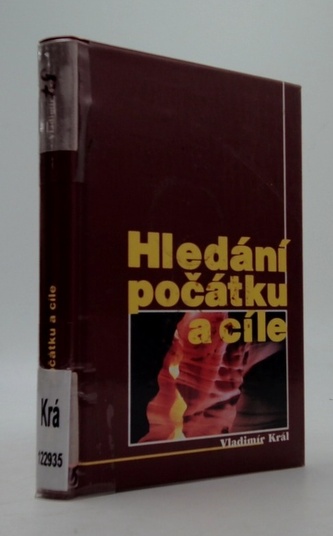 Hledání
počátku
a cíle
Vladimír Král
počátku a cíle
Krá
122935